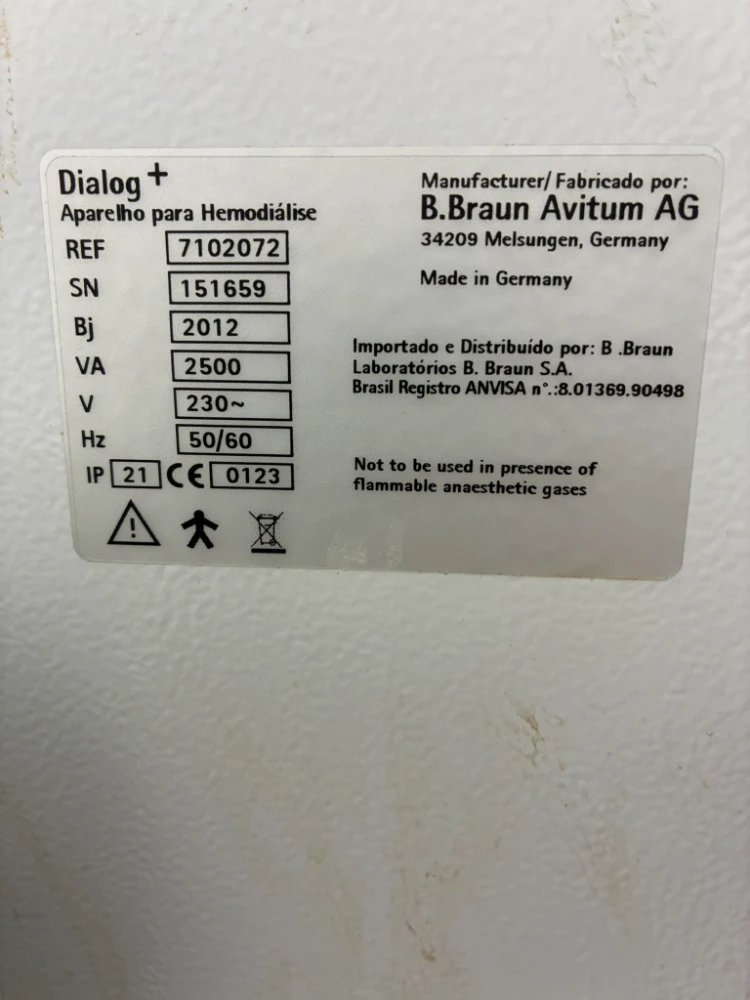 Dialog+
Aparelho para Hemodiálise
REF 7102072
SN 151659
Bj 2012
VA 2500
V 230~
Hz 50/60
IP 21 CE 0123
Manufacturer/ Fabricado por:
B.Braun Avitum AG
34209 Melsungen, Germany
Made in Germany
Importado e Distribuído por: B .Braun
Laboratórios B. Braun S.A.
Brasil Registro ANVISA n°.:8.01369.90498
Not to be used in presence of
flammable anaesthetic gases